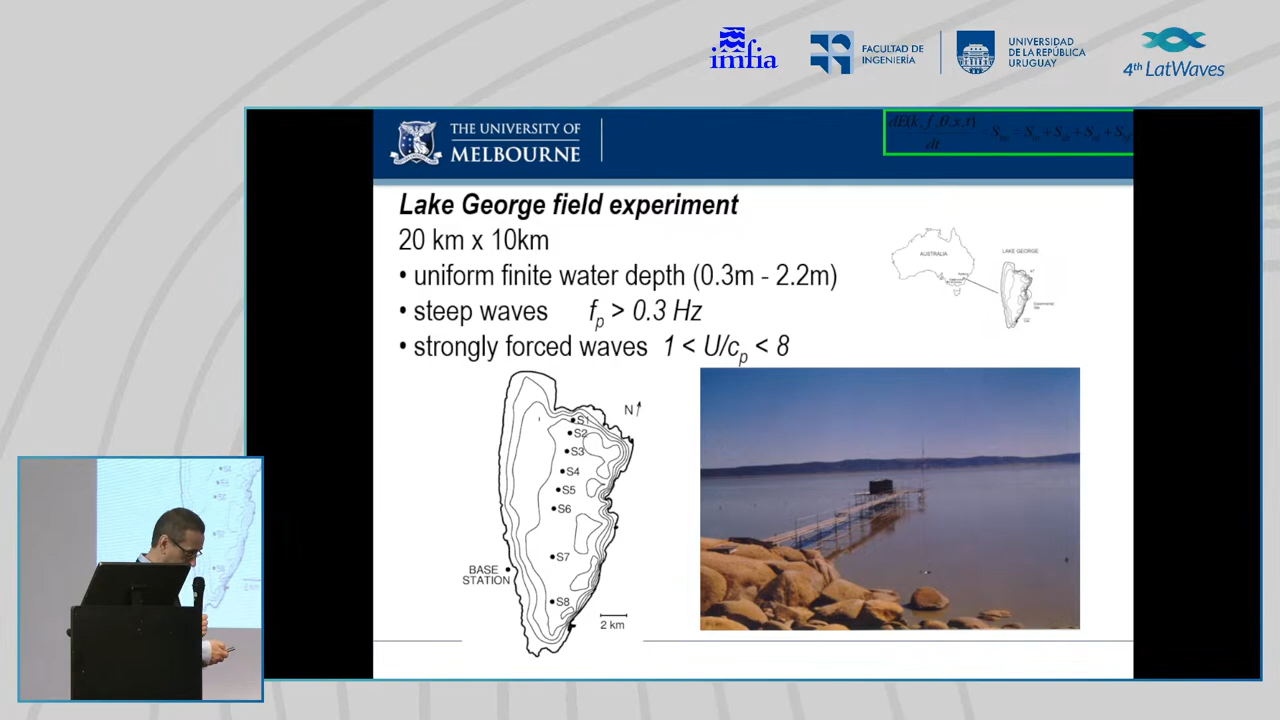 imfia
FACULTAD DE
INGENIERÍA
UNIVERSIDAD
DE LA REPÚBLICA
URUGUAY
4th LatWaves
THE UNIVERSITY OF
MELBOURNE
Lake George field experiment
20 km x 10km
• uniform finite water depth (0.3m - 2.2m)
• steep waves fp > 0.3 Hz
• strongly forced waves 1 < U/cp < 8
AUSTRALIA
LAKE GEORGE
N
S1
S2
S3
S4
S5
S6
S7
S8
BASE
STATION
2 km